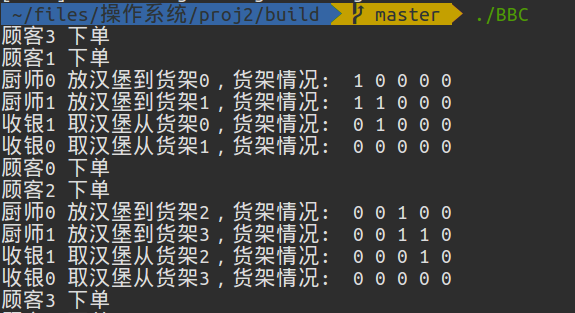 ~/files/操作系统/proj2/build master ./BBC
顾客3 下单
顾客1 下单
厨师0 放汉堡到货架0，货架情况: 1 0 0 0 0
厨师1 放汉堡到货架1，货架情况: 1 1 0 0 0
收银1 取汉堡从货架0，货架情况: 0 1 0 0 0
收银0 取汉堡从货架1，货架情况: 0 0 0 0 0
顾客0 下单
顾客2 下单
厨师0 放汉堡到货架2，货架情况: 0 0 1 0 0
厨师1 放汉堡到货架3，货架情况: 0 0 1 1 0
收银1 取汉堡从货架2，货架情况: 0 0 0 1 0
收银0 取汉堡从货架3，货架情况: 0 0 0 0 0
顾客3 下单